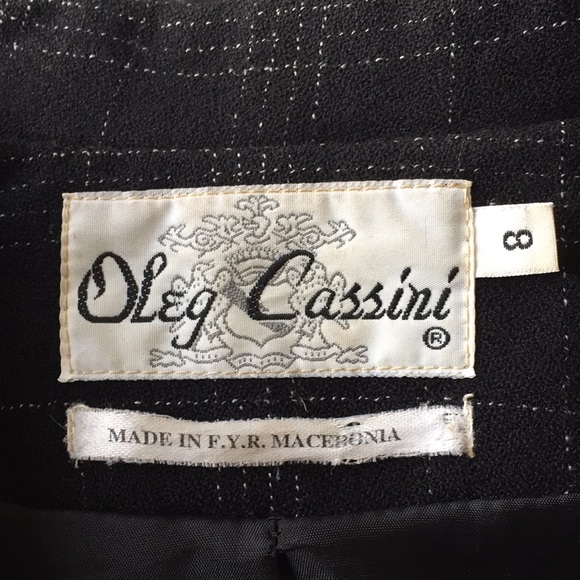 Oleg Cassini
®
8
MADE IN F.Y.R. MACEDONIA